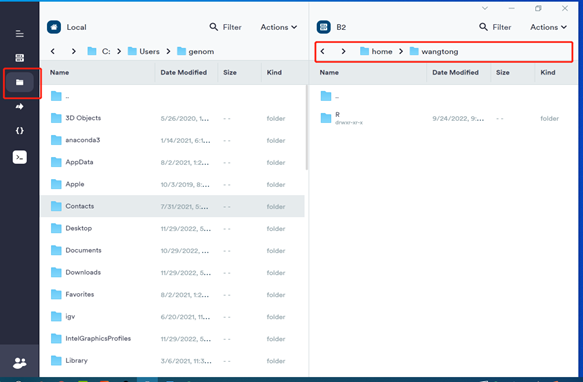 Local
Filter
Actions
C: Users genom
Name Date Modified Size Kind
..
3D Objects 5/26/2020, 1... -- folder
anaconda3 1/14/2021, 6:1... -- folder
AppData 8/2/2021, 1:2... -- folder
Apple 10/3/2019, 8:... -- folder
Contacts 7/31/2021, 5:... -- folder
Desktop 11/29/2022, 5... -- folder
Documents 10/29/2022, ... -- folder
Downloads 11/29/2022, 5... -- folder
Favorites 8/2/2021, 1:2... -- folder
igv 6/20/2021, 11... -- folder
IntelGraphicsProfiles 11/29/2022, 5... -- folder
Library 3/6/2021, 3:1... -- folder
B2
Filter
Actions
home wangtong
Name Date Modified Size Kind
..
R 9/24/2022, 9:... -- folder
drwxr-xr-x